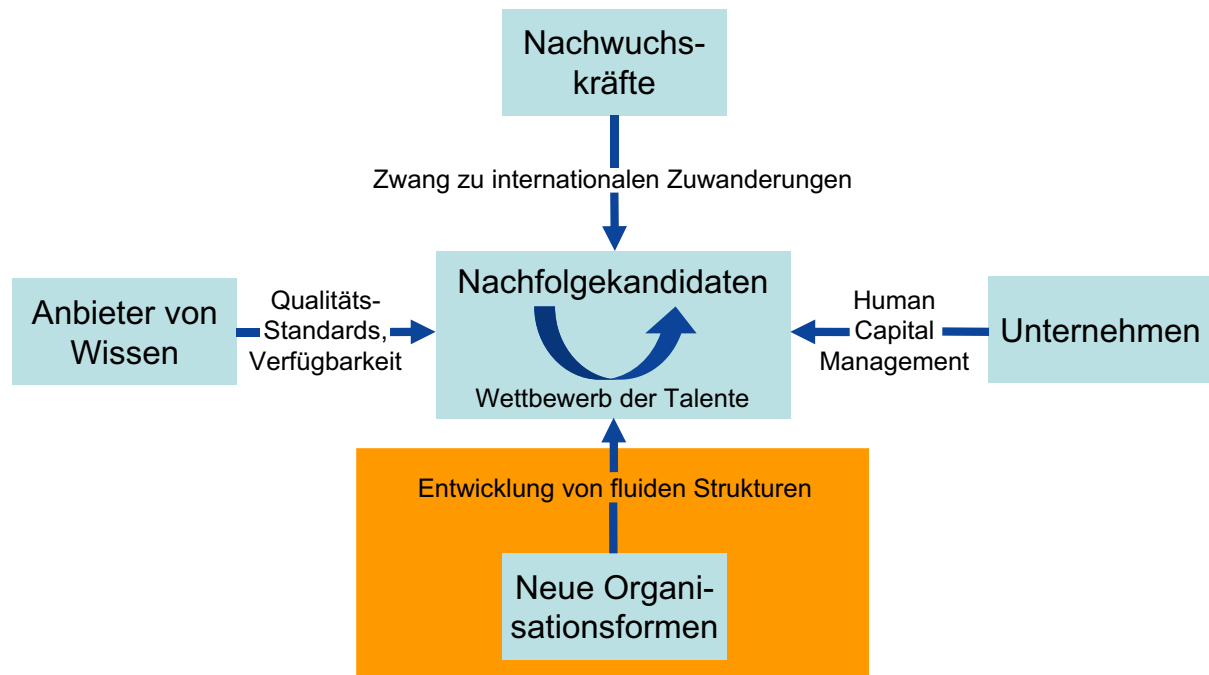 Nachwuchs-
kräfte
Zwang zu internationalen Zuwanderungen
Anbieter von
Wissen
Qualitäts-
Standards,
Verfügbarkeit
Nachfolgekandidaten
Wettbewerb der Talente
Human
Capital
Management
Unternehmen
Entwicklung von fluiden Strukturen
Neue Organi-
sationsformen